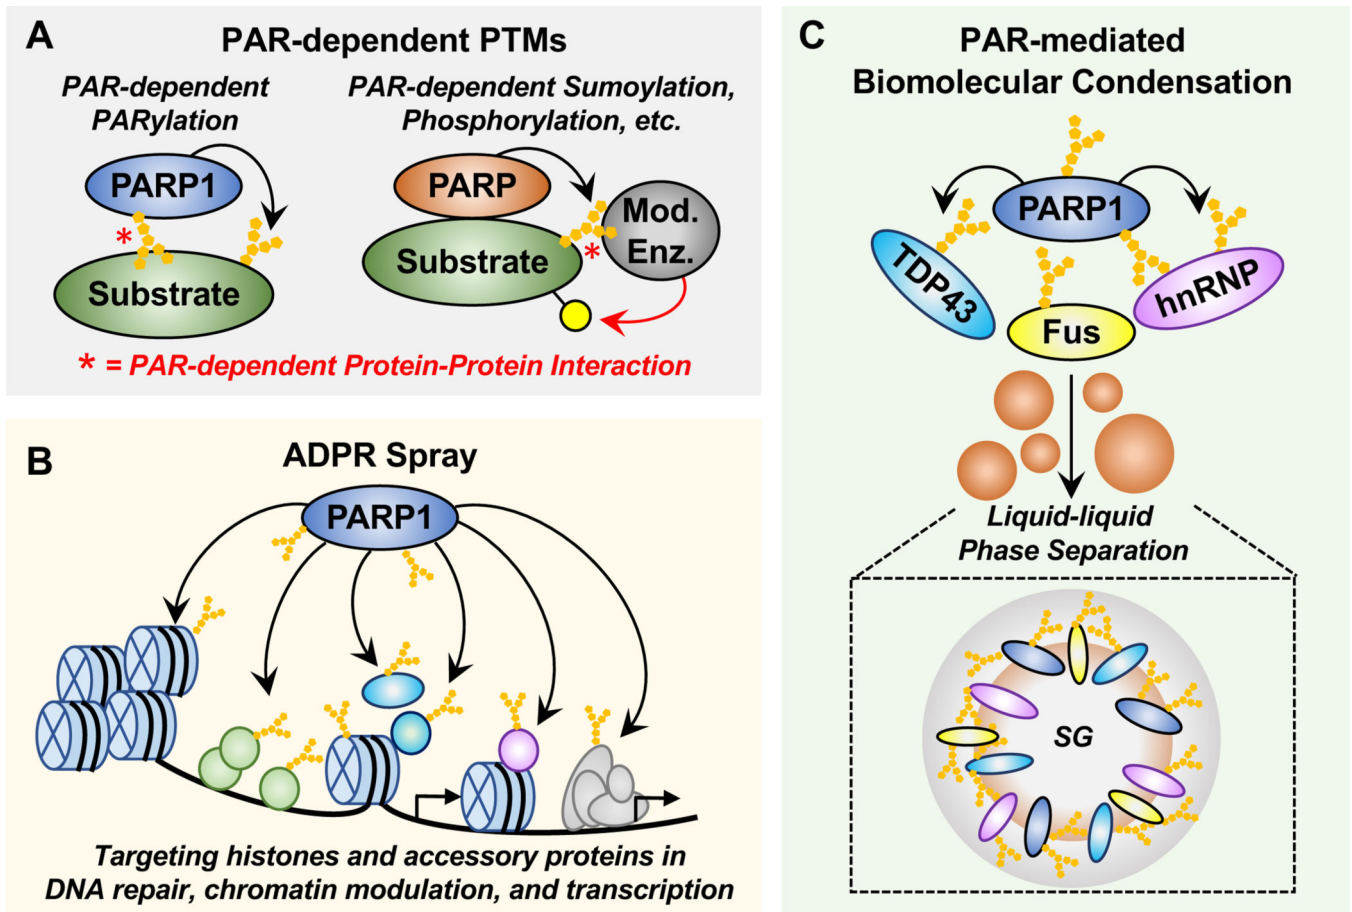 A
PAR-dependent PTMs
PAR-dependent
PARylation
PAR-dependent Sumoylation,
Phosphorylation, etc.
PARP1
*
Substrate
PARP
Mod.
Enz.
Substrate
*
* = PAR-dependent Protein-Protein Interaction
B
ADPR Spray
PARP1
Targeting histones and accessory proteins in
DNA repair, chromatin modulation, and transcription
C
PAR-mediated
Biomolecular Condensation
PARP1
TDP43
hnRNP
Fus
Liquid-liquid
Phase Separation
SG